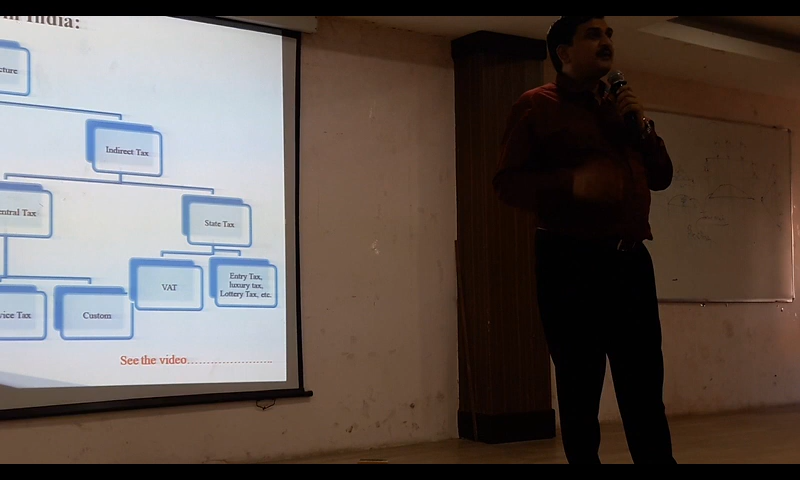 in India:
cture
Indirect Tax
entral Tax
State Tax
vice Tax
Custom
VAT
Entry Tax,
luxury tax,
Lottery Tax, etc.
See the video......................